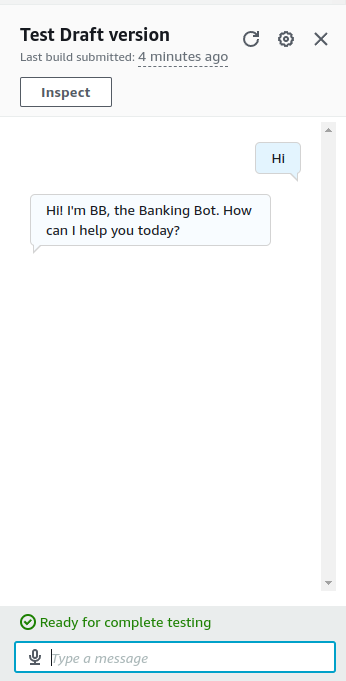 Test Draft version
Last build submitted: 4 minutes ago
Inspect
Hi
Hi! I'm BB, the Banking Bot. How
can I help you today?
Ready for complete testing
Type a message